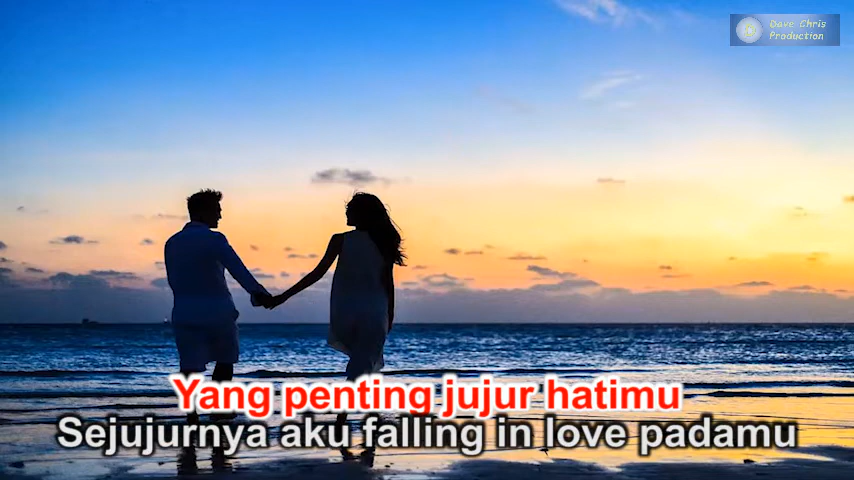 Dave Chris
Production
Yang penting jujur hatimu
Sejujurnya aku falling in love padamu